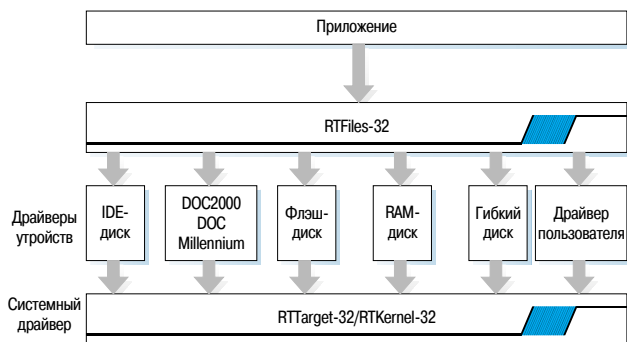 Приложение
RTFiles-32
Драйверы
утройств
IDE-
диск
DOC2000
DOC
Millennium
Флэш-
диск
RAM-
диск
Гибкий
диск
Драйвер
пользователя
Системный
драйвер
RTTarget-32/RTKernel-32